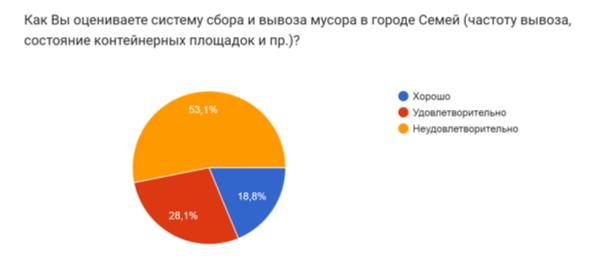 Как Вы оцениваете систему сбора и вывоза мусора в городе Семей (частоту вывоза,
состояние контейнерных площадок и пр.)?
Хорошо
Удовлетворительно
Неудовлетворительно
53,1%
18,8%
28,1%